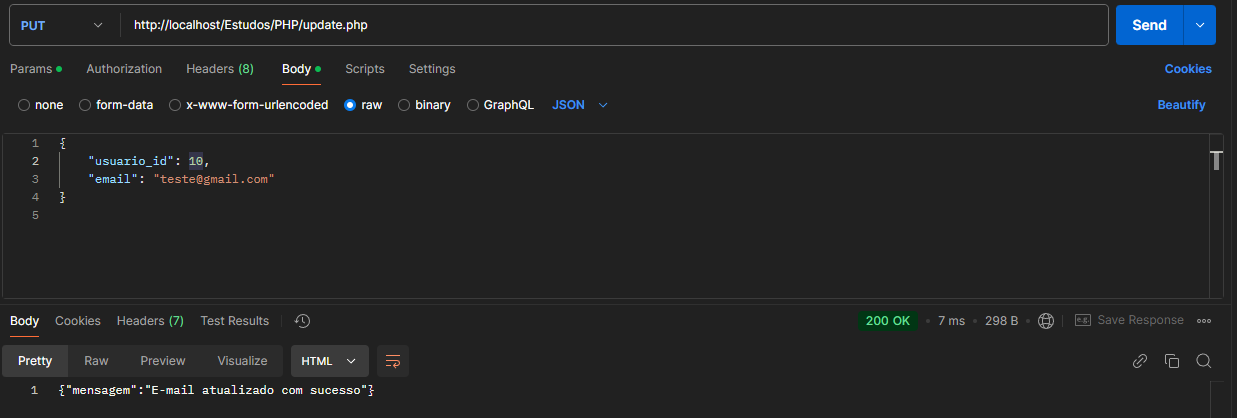 PUT http://localhost/Estudos/PHP/update.php Send
Params Authorization Headers (8) Body Scripts Settings Cookies
none form-data x-www-form-urlencoded raw binary GraphQL JSON Beautify
1 {
2 "usuario_id": 10,
3 "email": "teste@gmail.com"
4 }
5
Body Cookies Headers (7) Test Results 200 OK • 7 ms • 298 B • e.g. Save Response
Pretty Raw Preview Visualize HTML
1 {"mensagem":"E-mail atualizado com sucesso"}